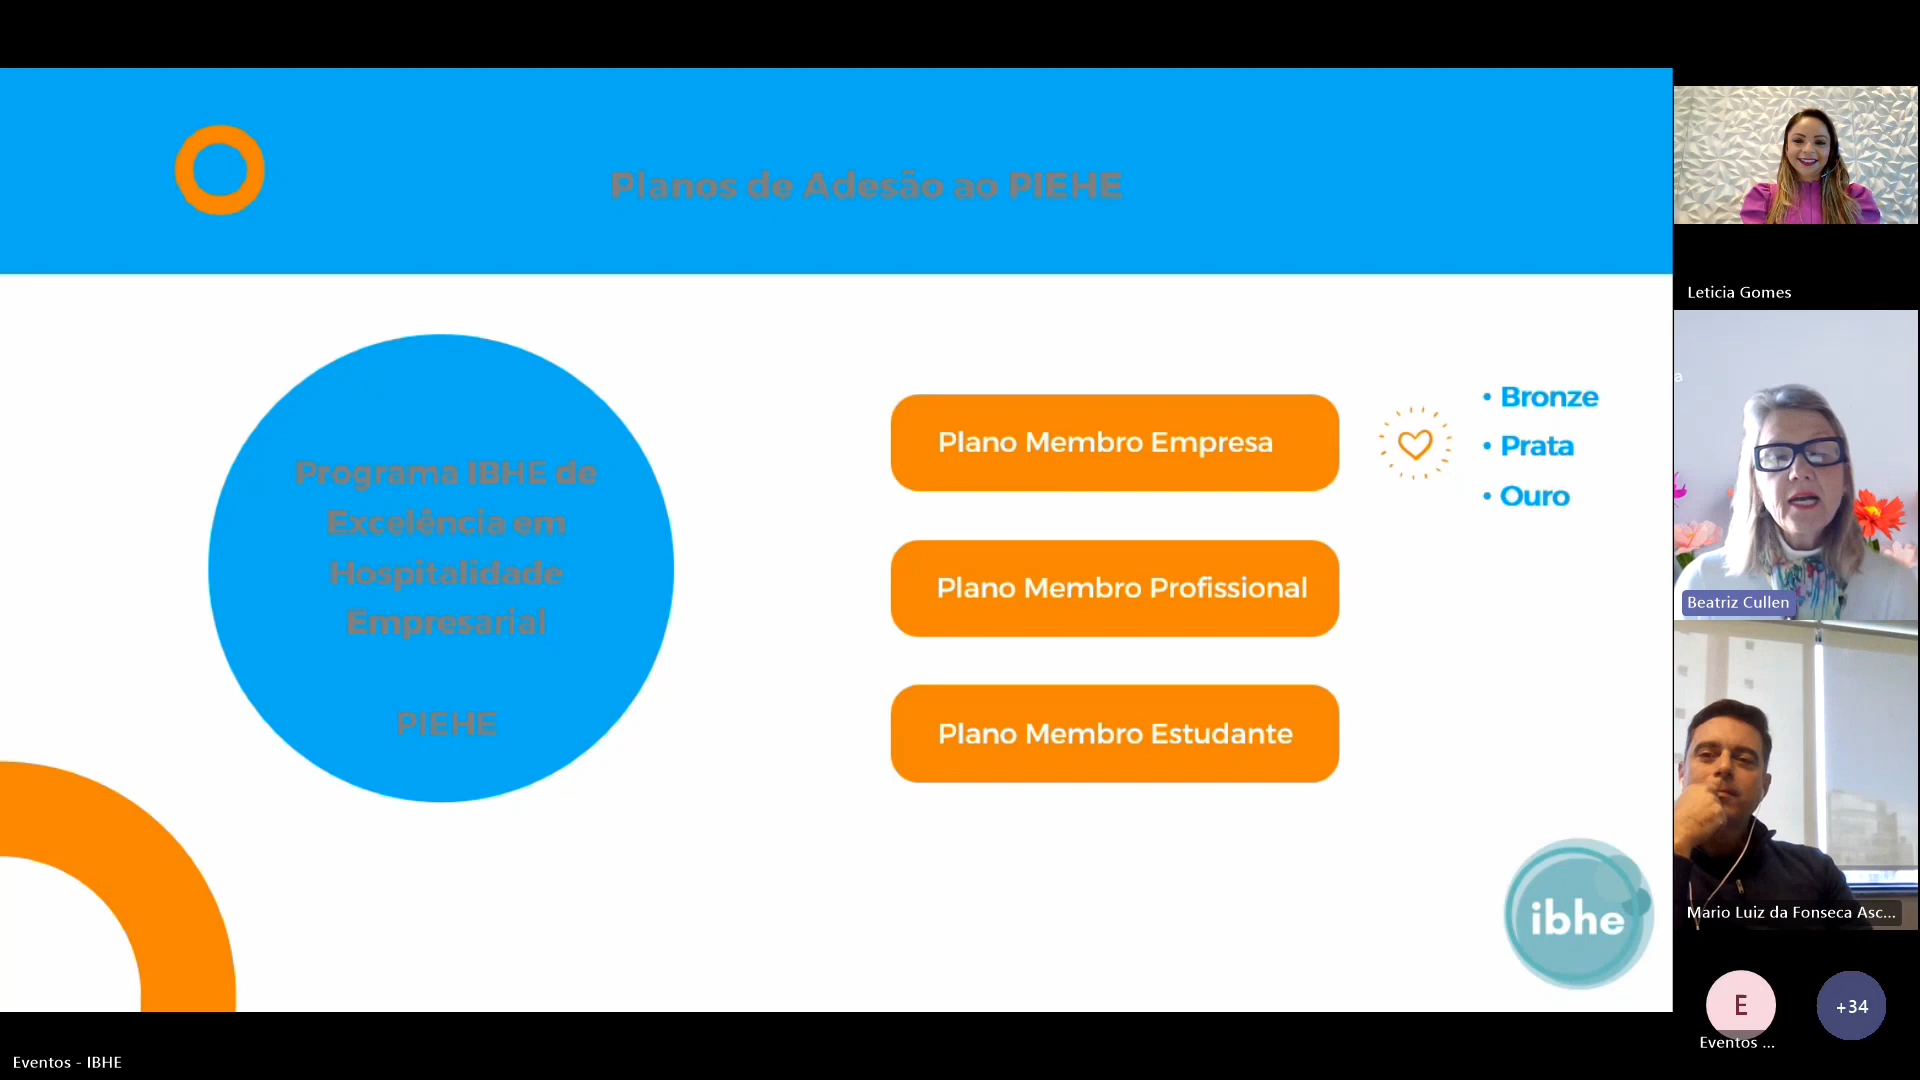 Planos de Adesão ao PIEHE
Programa IBHE de
Excelência em
Hospitalidade
Empresarial
PIEHE
Plano Membro Empresa
• Bronze
• Prata
• Ouro
Plano Membro Profissional
Plano Membro Estudante
ibhe
Leticia Gomes
a
Beatriz Cullen
Mario Luiz da Fonseca Asc...
E
+34
Eventos ...
Eventos - IBHE